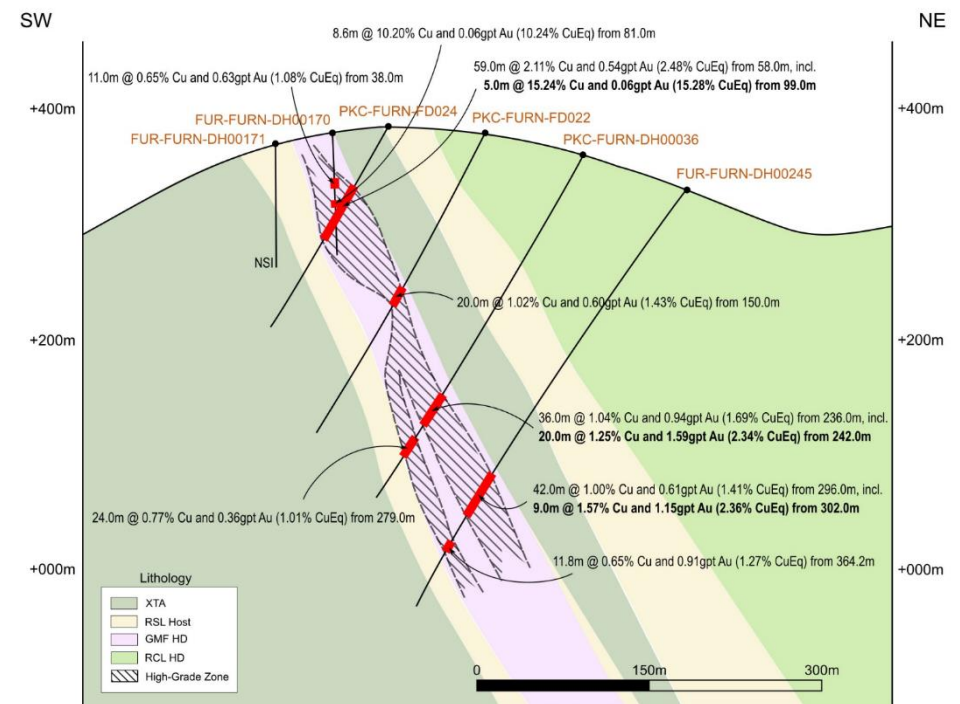 SW
NE
8.6m @ 10.20% Cu and 0.06gpt Au (10.24% CuEq) from 81.0m
11.0m @ 0.65% Cu and 0.63gpt Au (1.08% CuEq) from 38.0m
59.0m @ 2.11% Cu and 0.54gpt Au (2.48% CuEq) from 58.0m, incl.
5.0m @ 15.24% Cu and 0.06gpt Au (15.28% CuEq) from 99.0m
+400m
+400m
FUR-FURN-DH00170
PKC-FURN-FD024
PKC-FURN-FD022
FUR-FURN-DH00171
PKC-FURN-DH00036
FUR-FURN-DH00245
NSI
20.0m @ 1.02% Cu and 0.60gpt Au (1.43% CuEq) from 150.0m
+200m
+200m
36.0m @ 1.04% Cu and 0.94gpt Au (1.69% CuEq) from 236.0m, incl.
20.0m @ 1.25% Cu and 1.59gpt Au (2.34% CuEq) from 242.0m
42.0m @ 1.00% Cu and 0.61gpt Au (1.41% CuEq) from 296.0m, incl.
9.0m @ 1.57% Cu and 1.15gpt Au (2.36% CuEq) from 302.0m
24.0m @ 0.77% Cu and 0.36gpt Au (1.01% CuEq) from 279.0m
11.8m @ 0.65% Cu and 0.91gpt Au (1.27% CuEq) from 364.2m
+000m
+000m
Lithology
XTA
RSL Host
GMF HD
RCL HD
High-Grade Zone
0
150m
300m